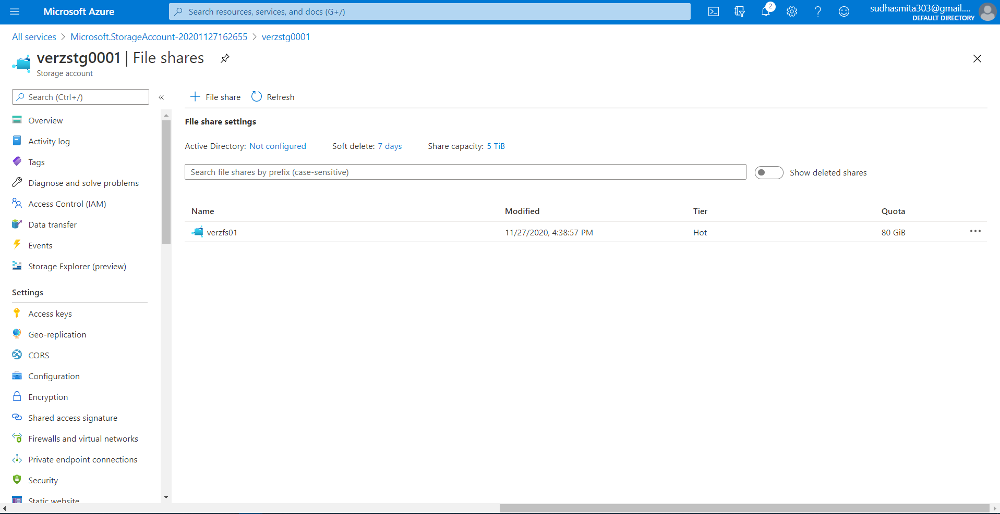 Microsoft Azure
Search resources, services, and docs (G+/)
2
sudhasmita303@gmail....
DEFAULT DIRECTORY
All services > Microsoft.StorageAccount-20201127162655 > verzstg0001
verzstg0001 | File shares
Storage account
Search (Ctrl+/)
«
Overview
Activity log
Tags
Diagnose and solve problems
Access Control (IAM)
Data transfer
Events
Storage Explorer (preview)
Settings
Access keys
Geo-replication
CORS
Configuration
Encryption
Shared access signature
Firewalls and virtual networks
Private endpoint connections
Security
Static website
+ File share Refresh
File share settings
Active Directory: Not configured Soft delete: 7 days Share capacity: 5 TiB
Search file shares by prefix (case-sensitive)
Show deleted shares
Name Modified Tier Quota
verzfs01 11/27/2020, 4:38:57 PM Hot 80 GiB